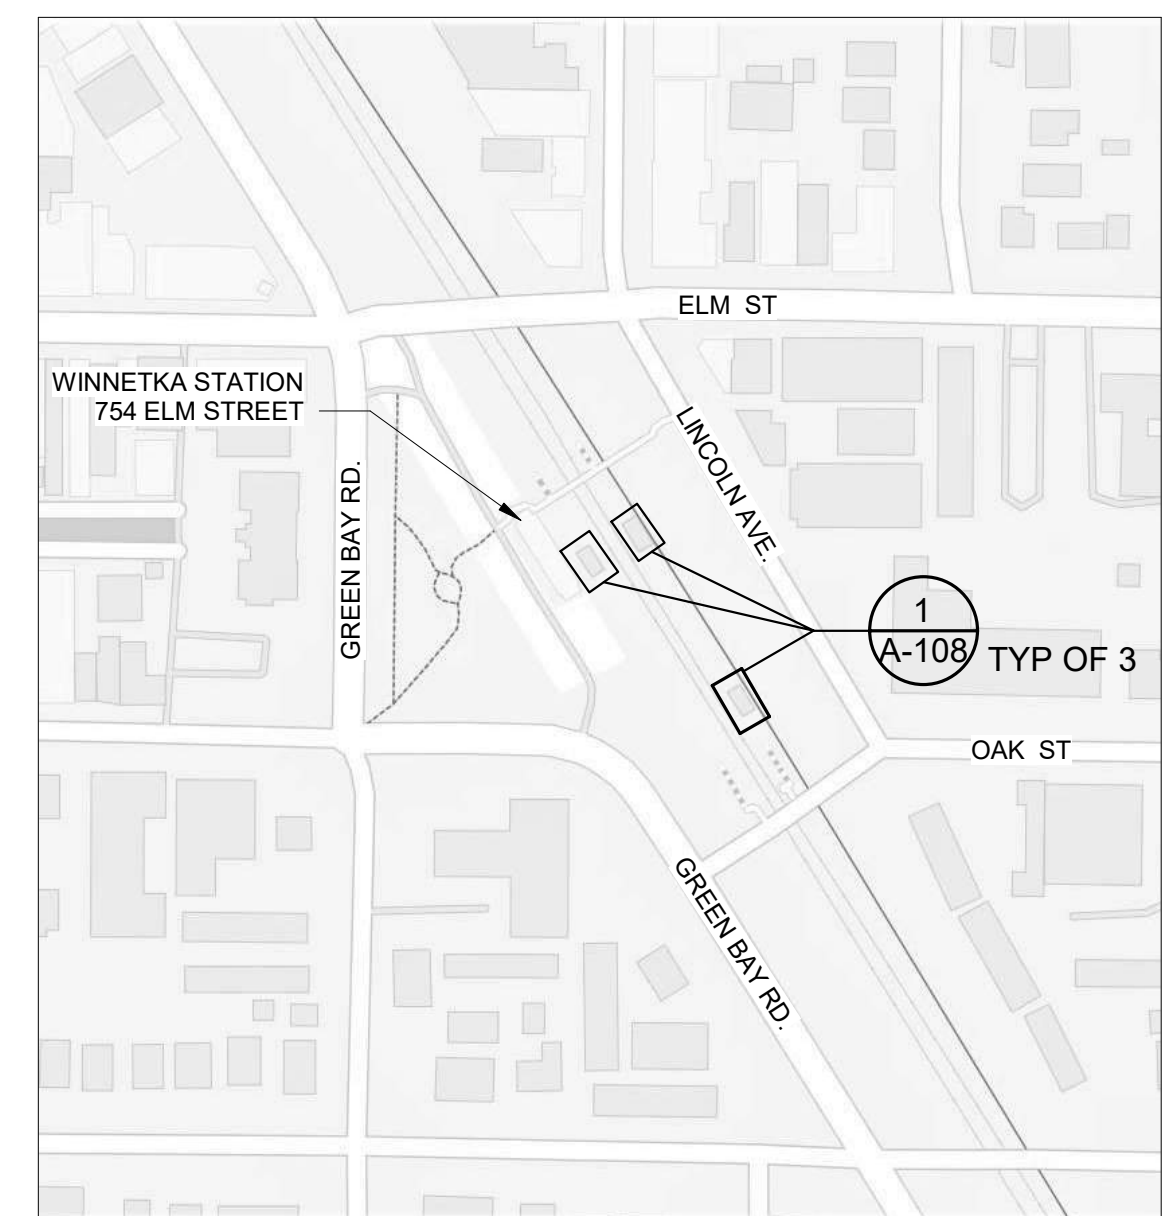 ELM ST
WINNETKA STATION
754 ELM STREET
LINCOLN AVE.
GREEN BAY RD.
1
A-108
TYP OF 3
OAK ST
GREEN BAY RD.